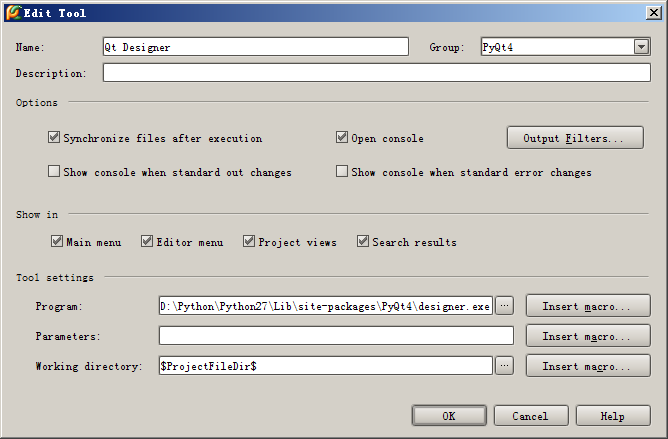 Edit Tool
Name: Qt Designer Group: PyQt4
Description:
Options
Synchronize files after execution Open console Output Filters...
Show console when standard out changes Show console when standard error changes
Show in
Main menu Editor menu Project views Search results
Tool settings
Program: D:\Python\Python27\Lib\site-packages\PyQt4\designer.exe ... Insert macro...
Parameters: Insert macro...
Working directory: $ProjectFileDir$ ... Insert macro...
OK Cancel Help